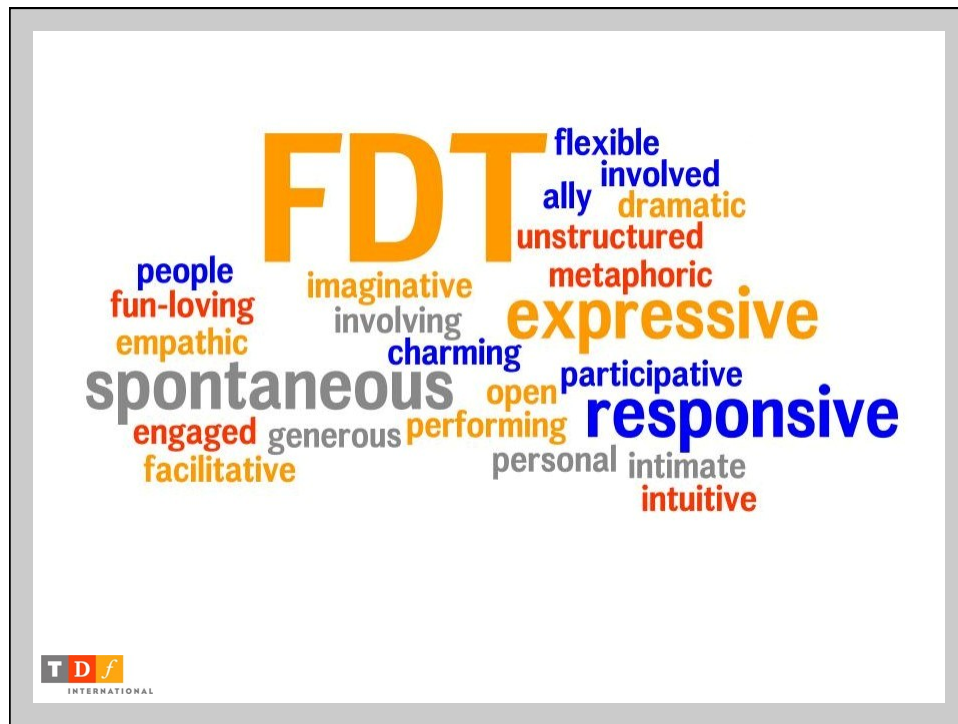 FDT
flexible
involved
ally
dramatic
unstructured
people
imaginative
metaphoric
fun-loving
involving
expressive
empathic
charming
spontaneous
open
participative
responsive
engaged
generous
performing
facilitative
personal
intimate
intuitive
TDf
INTERNATIONAL